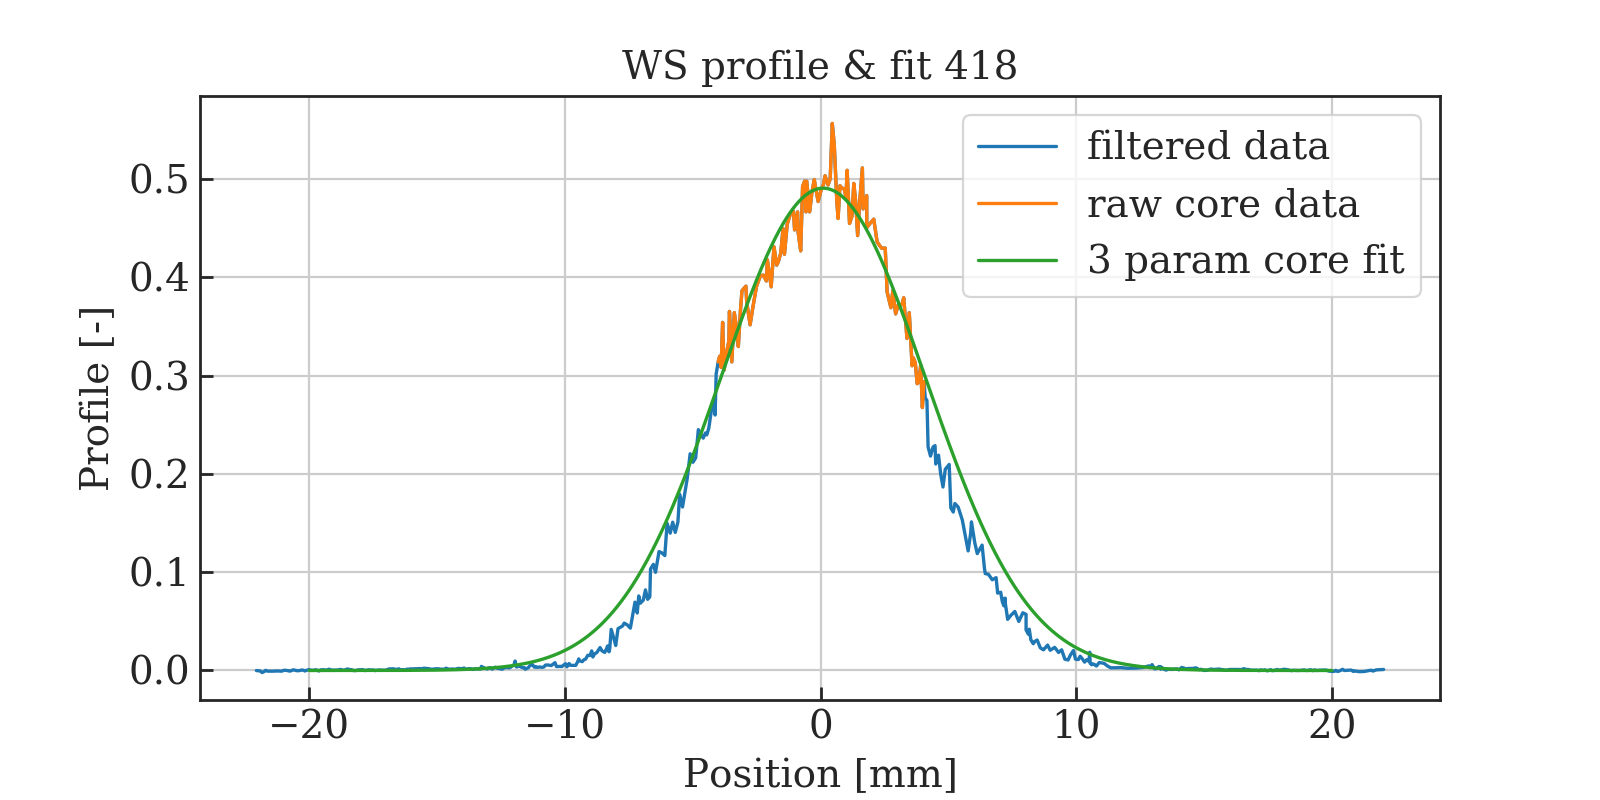 WS profile & fit 418
filtered data
raw core data
3 param core fit
Profile [-]
0.5
0.4
0.3
0.2
0.1
0.0
−20
−10
0
10
20
Position [mm]